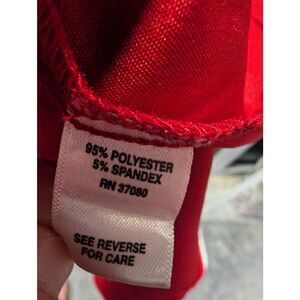 95% POLYESTER
5% SPANDEX
RN 37080
SEE REVERSE
FOR CARE